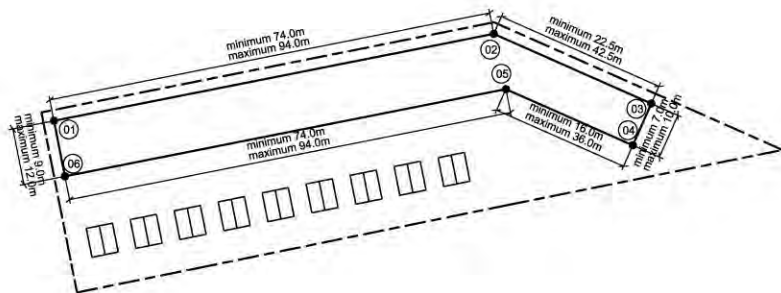 minimum 74.0m
maximum 94.0m
minimum 22.5m
maximum 42.5m
02
05
03
01
04
minimum 7.0m
maximum 10.0m
minimum 9.0m
maximum 12.0m
06
minimum 74.0m
maximum 94.0m
minimum 16.0m
maximum 36.0m